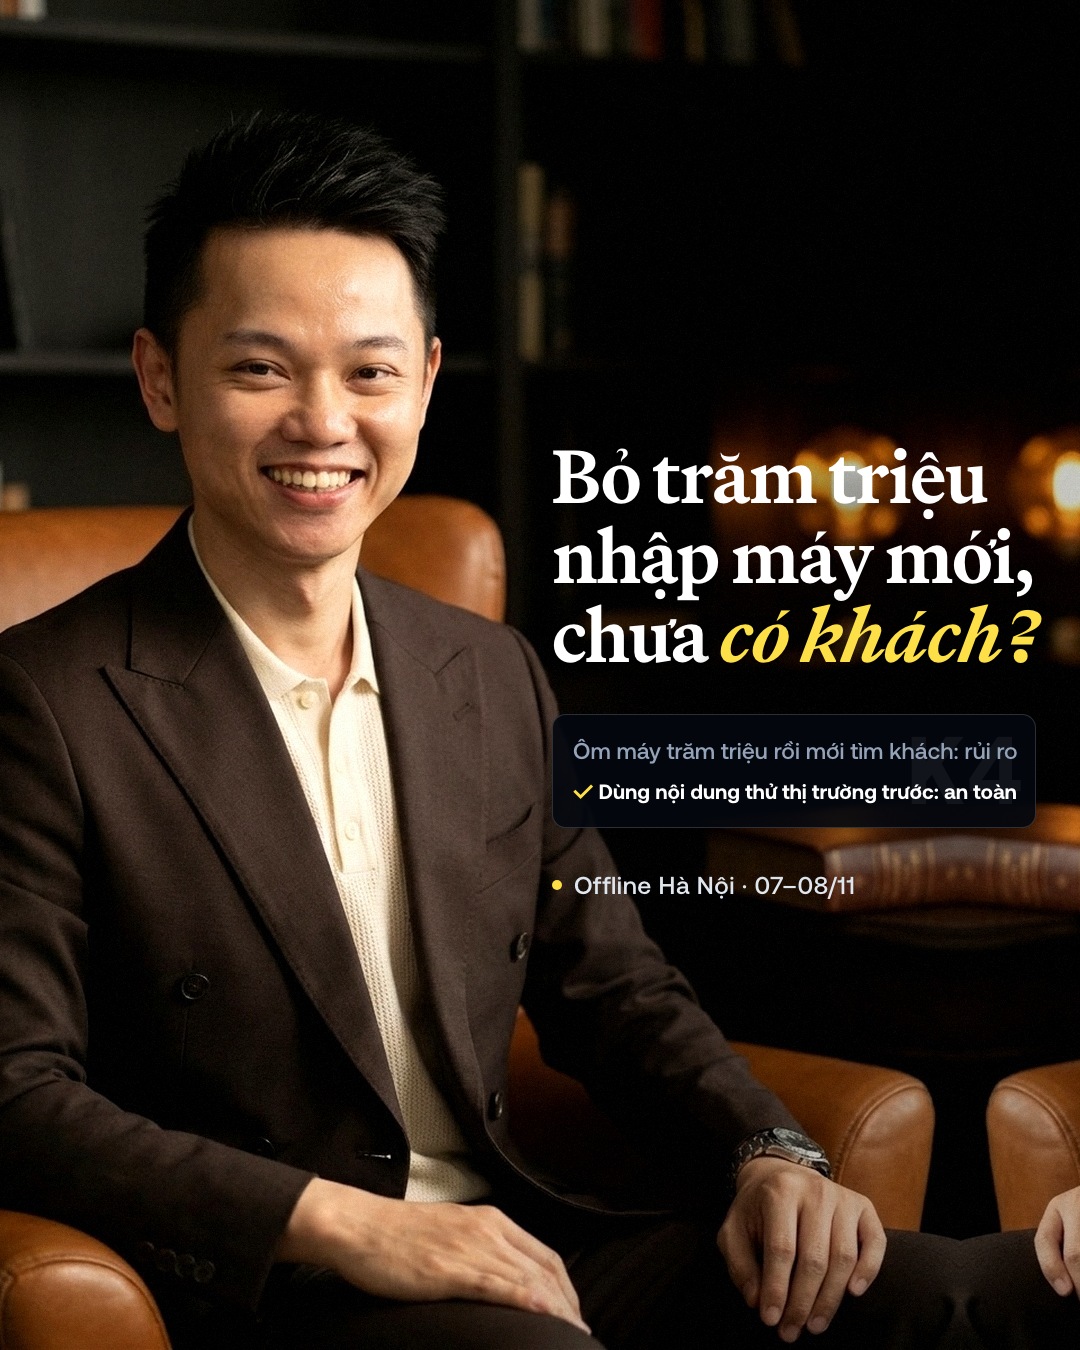 Bỏ trăm triệu
nhập máy mới,
chưa có khách?
Ôm máy trăm triệu rồi mới tìm khách: rủi ro
K4
✓ Dùng nội dung thử thị trường trước: an toàn
Offline Hà Nội · 07–08/11